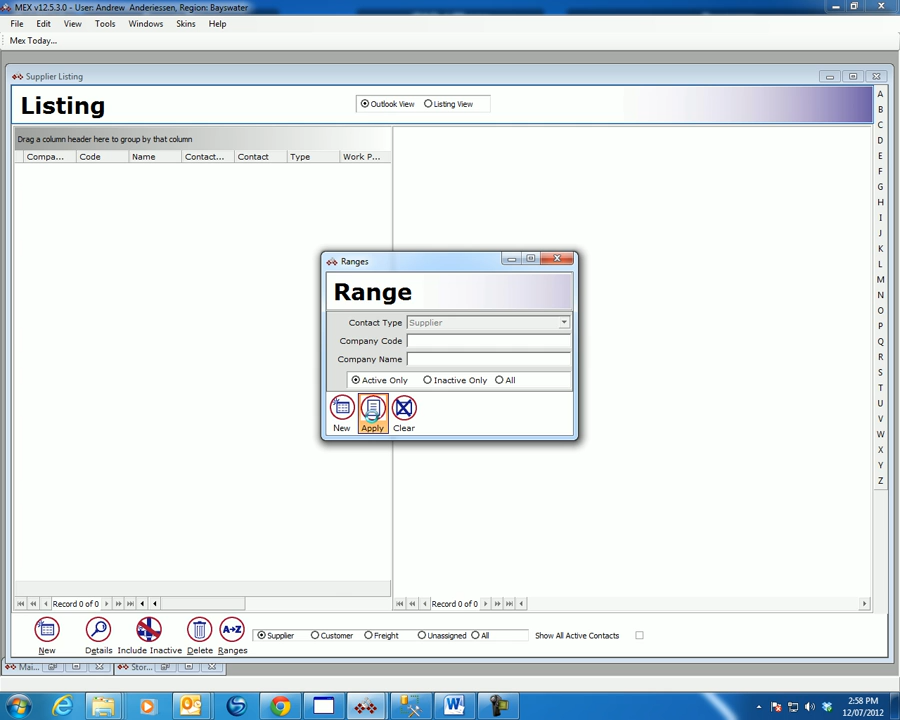 MEX v12.5.3.0 - User: Andrew Anderiessen, Region: Bayswater
File Edit View Tools Windows Skins Help
Mex Today...
Supplier Listing
Listing
Outlook View Listing View
Drag a column header here to group by that column
Compa... Code Name Contact... Contact Type Work P...
A
B
C
D
E
F
G
H
I
J
K
L
M
N
O
P
Q
R
S
T
U
V
W
X
Y
Z
Ranges
Range
Contact Type Supplier
Company Code
Company Name
Active Only Inactive Only All
New Apply Clear
Record 0 of 0 Record 0 of 0
A→Z
Supplier Customer Freight Unassigned All Show All Active Contacts
New Details Include Inactive Delete Ranges
Mai... Stor...
2:58 PM
12/07/2012